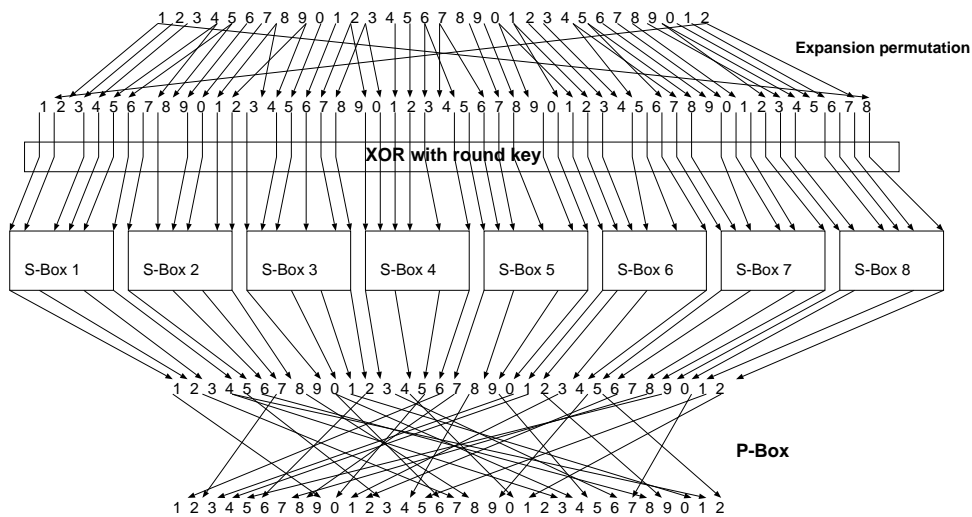 1 2 3 4 5 6 7 8 9 0 1 2 3 4 5 6 7 8 9 0 1 2 3 4 5 6 7 8 9 0 1 2
Expansion permutation
1 2 3 4 5 6 7 8 9 0 1 2 3 4 5 6 7 8 9 0 1 2 3 4 5 6 7 8 9 0 1 2 3 4 5 6 7 8 9 0 1 2 3 4 5 6 7 8
XOR with round key
S-Box 1 S-Box 2 S-Box 3 S-Box 4 S-Box 5 S-Box 6 S-Box 7 S-Box 8
1 2 3 4 5 6 7 8 9 0 1 2 3 4 5 6 7 8 9 0 1 2 3 4 5 6 7 8 9 0 1 2
P-Box
1 2 3 4 5 6 7 8 9 0 1 2 3 4 5 6 7 8 9 0 1 2 3 4 5 6 7 8 9 0 1 2